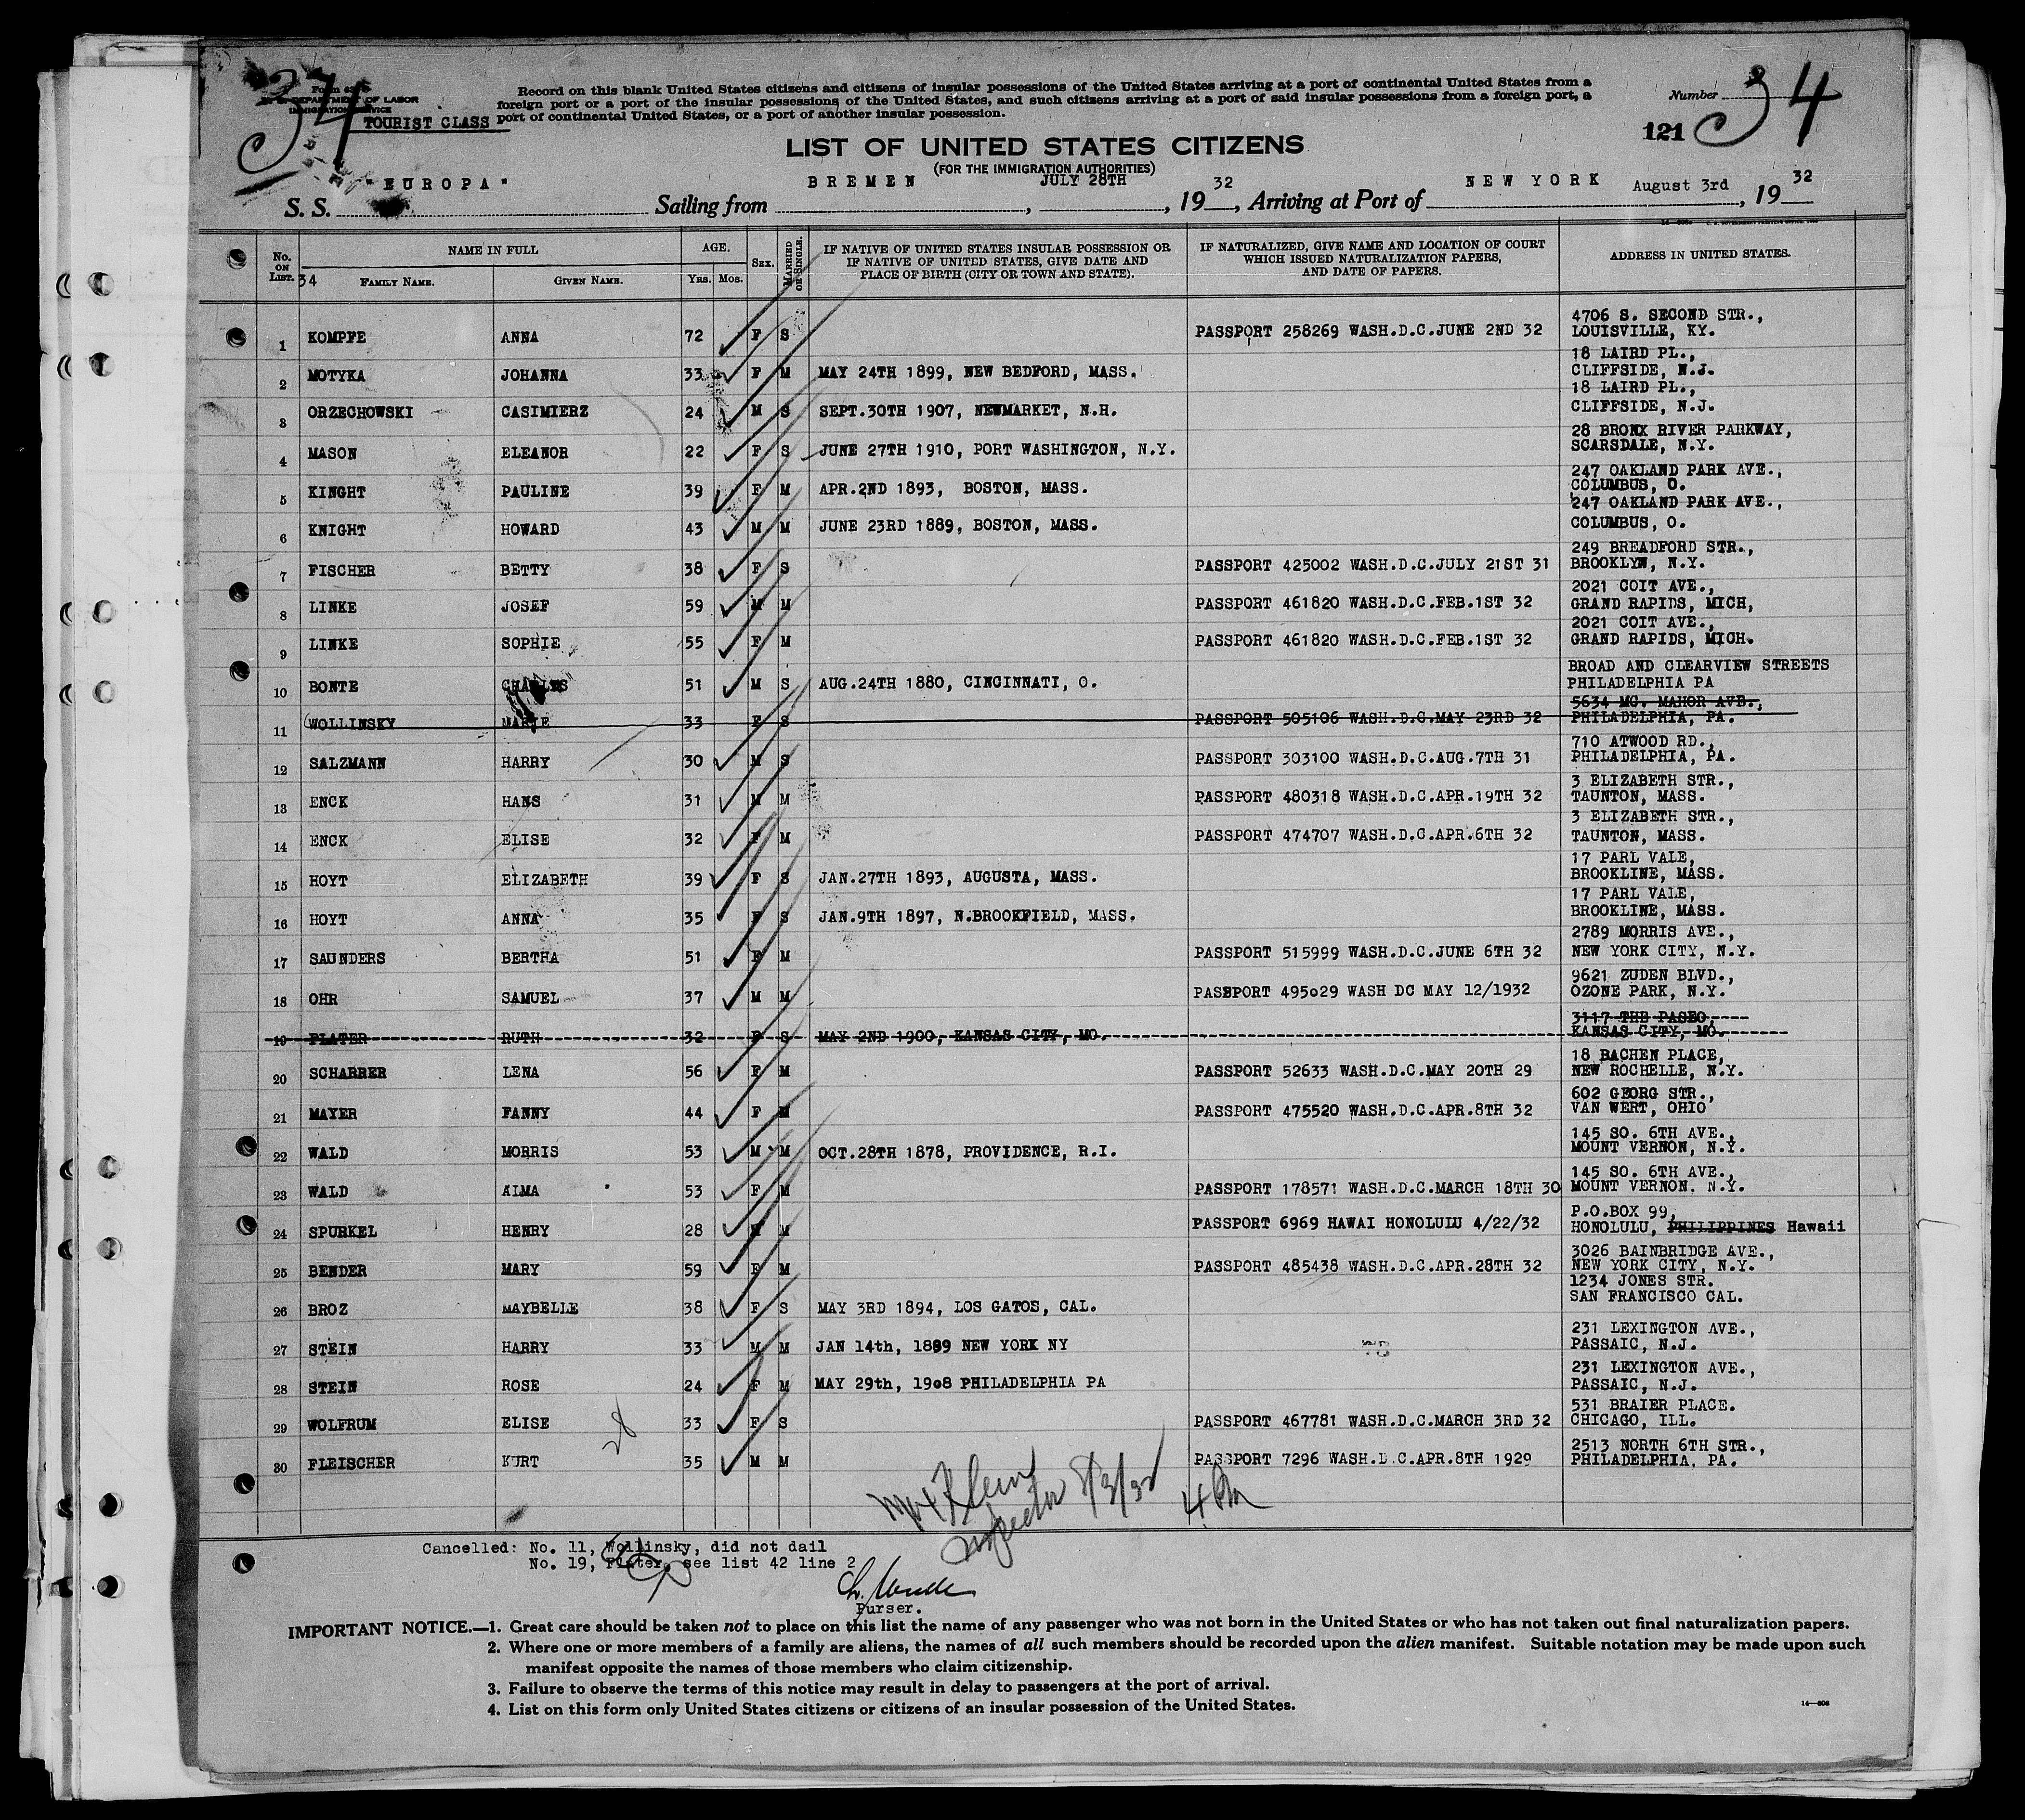 34
Form 630
U. S. DEPARTMENT OF LABOR
IMMIGRATION SERVICE
TOURIST CLASS
Record on this blank United States citizens and citizens of insular possessions of the United States arriving at a port of continental United States from a
foreign port or a port of the insular possessions of the United States, and such citizens arriving at a port of said insular possessions from a foreign port, a
port of continental United States, or a port of another insular possession.
Number 34
121
LIST OF UNITED STATES CITIZENS
(FOR THE IMMIGRATION AUTHORITIES)
S. S. "EUROPA" Sailing from BREMEN, JULY 28TH, 1932, Arriving at Port of NEW YORK August 3rd, 1932
No. ON LIST. NAME IN FULL AGE. SEX. MARRIED OR SINGLE. IF NATIVE OF UNITED STATES INSULAR POSSESSION OR IF NATIVE OF UNITED STATES, GIVE DATE AND PLACE OF BIRTH (CITY OR TOWN AND STATE). IF NATURALIZED, GIVE NAME AND LOCATION OF COURT WHICH ISSUED NATURALIZATION PAPERS, AND DATE OF PAPERS. ADDRESS IN UNITED STATES.
34 FAMILY NAME. GIVEN NAME. Yrs. Mos.
1 KOMPFE ANNA 72 F S PASSPORT 258269 WASH.D.C.JUNE 2ND 32 4706 S. SECOND STR., LOUISVILLE, KY.
2 MOTYKA JOHANNA 33 F M MAY 24TH 1899, NEW BEDFORD, MASS. 18 LAIRD PL., CLIFFSIDE, N.J.
3 ORZECHOWSKI CASIMIERZ 24 M S SEPT.30TH 1907, NEWMARKET, N.H. 18 LAIRD PL., CLIFFSIDE, N.J.
4 MASON ELEANOR 22 F S JUNE 27TH 1910, PORT WASHINGTON, N.Y. 28 BRONX RIVER PARKWAY, SCARSDALE, N.Y.
5 KINGHT PAULINE 39 F M APR.2ND 1893, BOSTON, MASS. 247 OAKLAND PARK AVE., COLUMBUS, O.
6 KNIGHT HOWARD 43 M M JUNE 23RD 1889, BOSTON, MASS. 247 OAKLAND PARK AVE., COLUMBUS, O.
7 FISCHER BETTY 38 F S PASSPORT 425002 WASH.D.C.JULY 21ST 31 249 BREADFORD STR., BROOKLYN, N.Y.
8 LINKE JOSEF 59 M M PASSPORT 461820 WASH.D.C.FEB.1ST 32 2021 COIT AVE., GRAND RAPIDS, MICH,
9 LINKE SOPHIE 55 F M PASSPORT 461820 WASH.D.C.FEB.1ST 32 2021 COIT AVE., GRAND RAPIDS, MICH.
10 BONTE CHARLES 51 M S AUG.24TH 1880, CINCINNATI, O. BROAD AND CLEARVIEW STREETS PHILADELPHIA PA
11 WOLLINSKY MARIE 33 F S PASSPORT 505106 WASH.D.C.MAY 23RD 32 5634 MC. MAHOR AVE., PHILADELPHIA, PA.
12 SALZMANN HARRY 30 M S PASSPORT 303100 WASH.D.C.AUG.7TH 31 710 ATWOOD RD., PHILADELPHIA, PA.
13 ENCK HANS 31 M M PASSPORT 480318 WASH.D.C.APR.19TH 32 3 ELIZABETH STR., TAUNTON, MASS.
14 ENCK ELISE 32 F M PASSPORT 474707 WASH.D.C.APR.6TH 32 3 ELIZABETH STR., TAUNTON, MASS.
15 HOYT ELIZABETH 39 F S JAN.27TH 1893, AUGUSTA, MASS. 17 PARL VALE, BROOKLINE, MASS.
16 HOYT ANNA 35 F S JAN.9TH 1897, N.BROOKFIELD, MASS. 17 PARL VALE, BROOKLINE, MASS.
17 SAUNDERS BERTHA 51 F M PASSPORT 515999 WASH.D.C.JUNE 6TH 32 2789 MORRIS AVE., NEW YORK CITY, N.Y.
18 OHR SAMUEL 37 M M PASSPORT 495029 WASH DC MAY 12/1932 9621 ZUDEN BLVD., OZONE PARK, N.Y.
19 PLATER RUTH 32 F S MAY 2ND 1900, KANSAS CITY, MO. 3117 THE PASEO, KANSAS CITY, MO.
20 SCHARRER LENA 56 F M PASSPORT 52633 WASH.D.C.MAY 20TH 29 18 BACHEN PLACE, NEW ROCHELLE, N.Y.
21 MAYER FANNY 44 F M PASSPORT 475520 WASH.D.C.APR.8TH 32 602 GEORG STR., VAN WERT, OHIO
22 WALD MORRIS 53 M M OCT.28TH 1878, PROVIDENCE, R.I. 145 SO. 6TH AVE., MOUNT VERNON, N.Y.
23 WALD ALMA 53 F M PASSPORT 178571 WASH.D.C.MARCH 18TH 30 145 SO. 6TH AVE., MOUNT VERNON. N.Y.
24 SPURKEL HENRY 28 M M PASSPORT 6969 HAWAI HONOLULU 4/22/32 P.O.BOX 99, HONOLULU, PHILIPPINES Hawaii
25 BENDER MARY 59 F M PASSPORT 485438 WASH.D.C.APR.28TH 32 3026 BAINBRIDGE AVE., NEW YORK CITY, N.Y.
26 BROZ MAYBELLE 38 F S MAY 3RD 1894, LOS GATOS, CAL. 1234 JONES STR. SAN FRANCISCO CAL.
27 STEIN HARRY 33 M M JAN 14th, 1899 NEW YORK NY 231 LEXINGTON AVE., PASSAIC, N.J.
28 STEIN ROSE 24 F M MAY 29th, 1908 PHILADELPHIA PA 231 LEXINGTON AVE., PASSAIC, N.J.
29 WOLFRUM ELISE 33 F S PASSPORT 467781 WASH.D.C.MARCH 3RD 32 531 BRAIER PLACE. CHICAGO, ILL.
30 FLEISCHER KURT 35 M M PASSPORT 7296 WASH.D.C.APR.8TH 1929 2513 NORTH 6TH STR., PHILADELPHIA, PA.
28
Klein
Inspector 8/3/32 4 PM
Cancelled: No. 11, Wollinsky, did not dail
No. 19, Plater, see list 42 line 2
Purser.
IMPORTANT NOTICE.—1. Great care should be taken not to place on this list the name of any passenger who was not born in the United States or who has not taken out final naturalization papers.
2. Where one or more members of a family are aliens, the names of all such members should be recorded upon the alien manifest. Suitable notation may be made upon such
manifest opposite the names of those members who claim citizenship.
3. Failure to observe the terms of this notice may result in delay to passengers at the port of arrival.
4. List on this form only United States citizens or citizens of an insular possession of the United States.